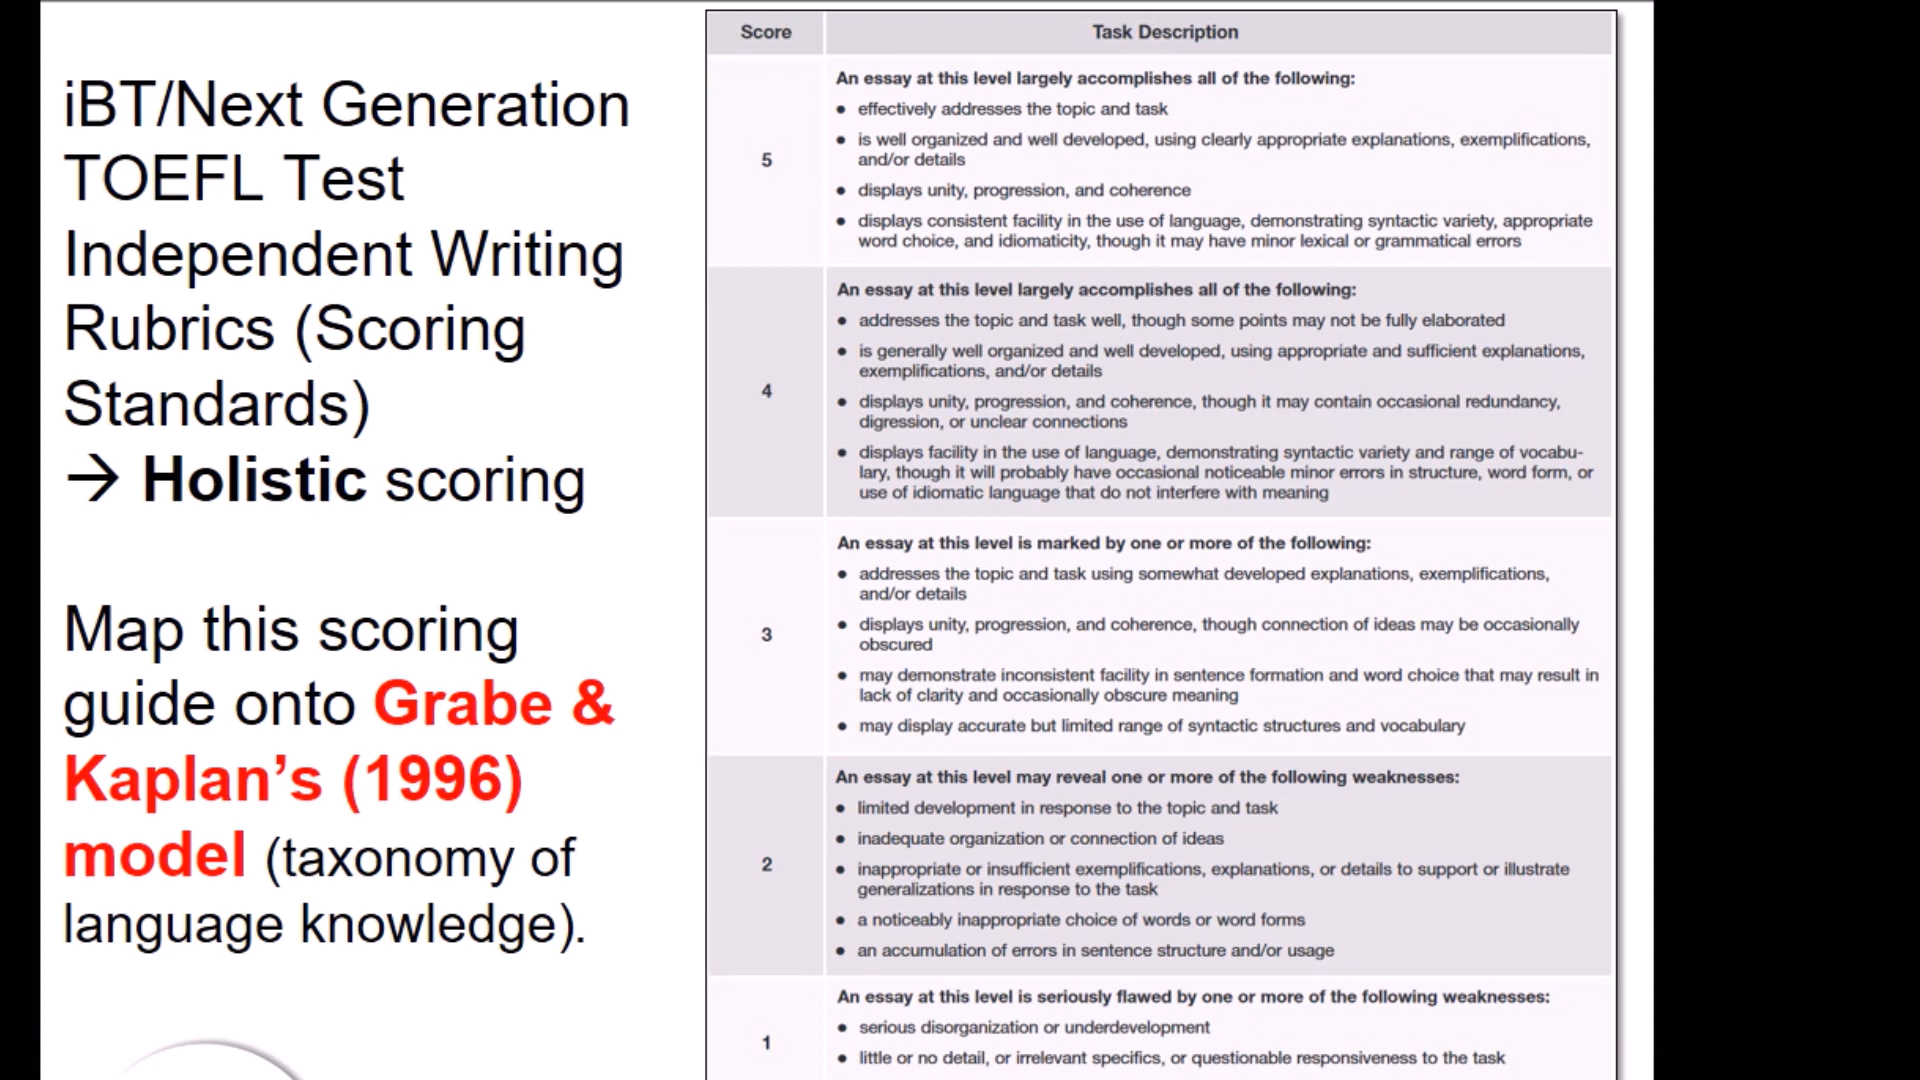 iBT/Next Generation
TOEFL Test
Independent Writing
Rubrics (Scoring
Standards)
→ Holistic scoring
Map this scoring
guide onto Grabe &
Kaplan’s (1996)
model (taxonomy of
language knowledge).
Score Task Description
5
An essay at this level largely accomplishes all of the following:
• effectively addresses the topic and task
• is well organized and well developed, using clearly appropriate explanations, exemplifications,
and/or details
• displays unity, progression, and coherence
• displays consistent facility in the use of language, demonstrating syntactic variety, appropriate
word choice, and idiomaticity, though it may have minor lexical or grammatical errors
4
An essay at this level largely accomplishes all of the following:
• addresses the topic and task well, though some points may not be fully elaborated
• is generally well organized and well developed, using appropriate and sufficient explanations,
exemplifications, and/or details
• displays unity, progression, and coherence, though it may contain occasional redundancy,
digression, or unclear connections
• displays facility in the use of language, demonstrating syntactic variety and range of vocabu-
lary, though it will probably have occasional noticeable minor errors in structure, word form, or
use of idiomatic language that do not interfere with meaning
3
An essay at this level is marked by one or more of the following:
• addresses the topic and task using somewhat developed explanations, exemplifications,
and/or details
• displays unity, progression, and coherence, though connection of ideas may be occasionally
obscured
• may demonstrate inconsistent facility in sentence formation and word choice that may result in
lack of clarity and occasionally obscure meaning
• may display accurate but limited range of syntactic structures and vocabulary
2
An essay at this level may reveal one or more of the following weaknesses:
• limited development in response to the topic and task
• inadequate organization or connection of ideas
• inappropriate or insufficient exemplifications, explanations, or details to support or illustrate
generalizations in response to the task
• a noticeably inappropriate choice of words or word forms
• an accumulation of errors in sentence structure and/or usage
1
An essay at this level is seriously flawed by one or more of the following weaknesses:
• serious disorganization or underdevelopment
• little or no detail, or irrelevant specifics, or questionable responsiveness to the task